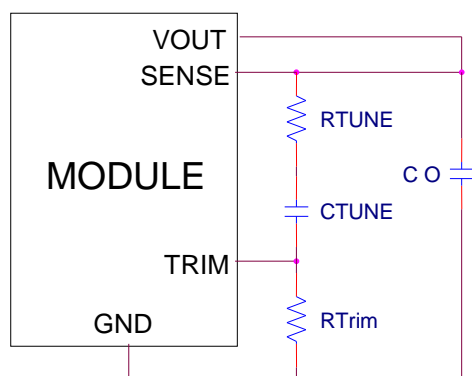 VOUT
SENSE
RTUNE
MODULE
C O
CTUNE
TRIM
GND
RTrim